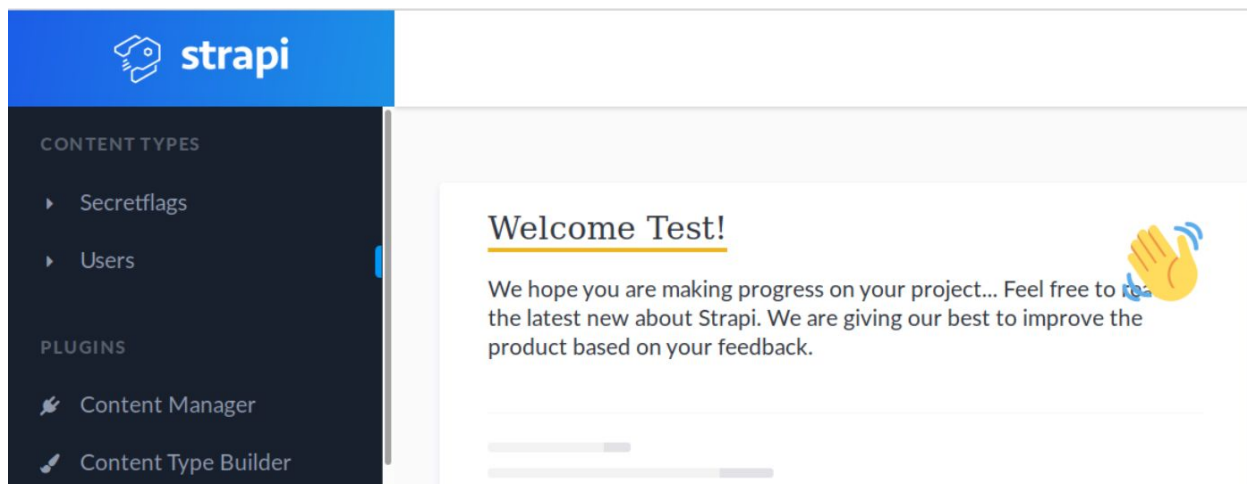 strapi
CONTENT TYPES
Secretflags
Users
PLUGINS
Content Manager
Content Type Builder
Welcome Test!
We hope you are making progress on your project... Feel free to
the latest new about Strapi. We are giving our best to improve the
product based on your feedback.